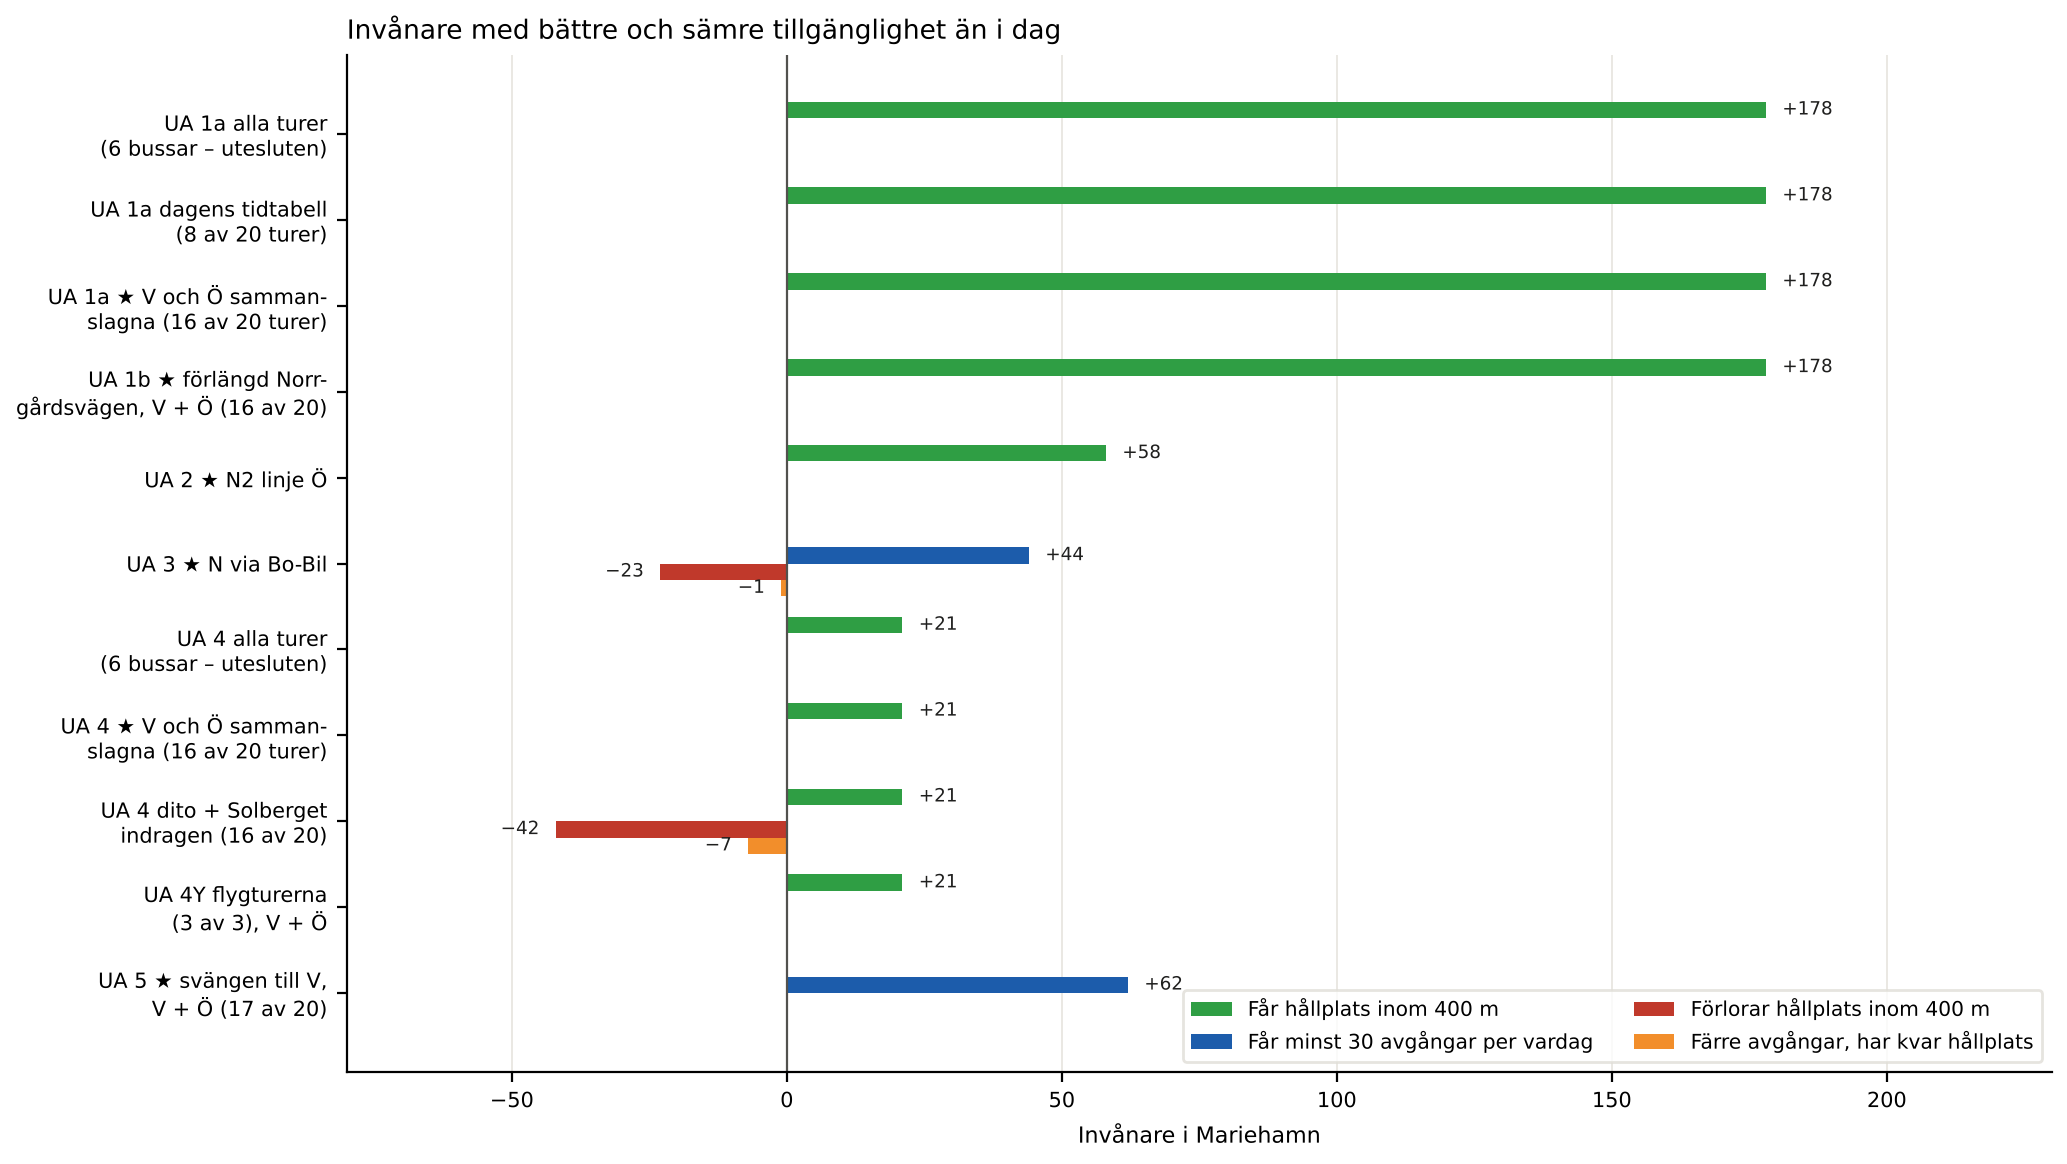 Invånare med bättre och sämre tillgänglighet än i dag
UA 1a alla turer
(6 bussar – utesluten)
+178
UA 1a dagens tidtabell
(8 av 20 turer)
+178
UA 1a ★ V och Ö samman-
slagna (16 av 20 turer)
+178
UA 1b ★ förlängd Norr-
gårdsvägen, V + Ö (16 av 20)
+178
UA 2 ★ N2 linje Ö
+58
UA 3 ★ N via Bo-Bil
+44
−23
−1
UA 4 alla turer
(6 bussar – utesluten)
+21
UA 4 ★ V och Ö samman-
slagna (16 av 20 turer)
+21
UA 4 dito + Solberget
indragen (16 av 20)
+21
−42
−7
UA 4Y flygturerna
(3 av 3), V + Ö
+21
UA 5 ★ svängen till V,
V + Ö (17 av 20)
+62
Får hållplats inom 400 m
Får minst 30 avgångar per vardag
Förlorar hållplats inom 400 m
Färre avgångar, har kvar hållplats
−50 0 50 100 150 200
Invånare i Mariehamn